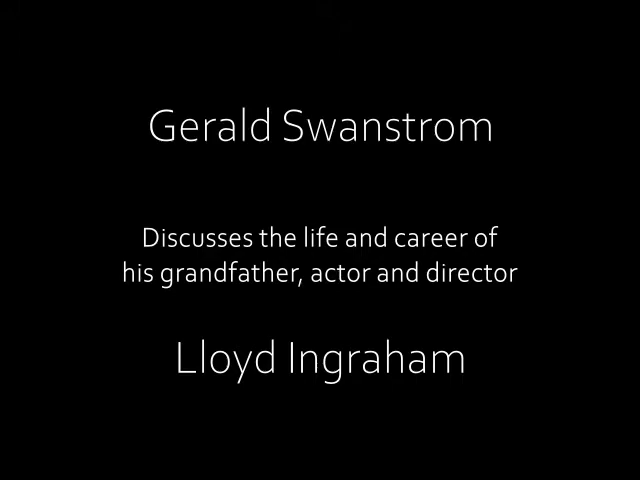 Gerald Swanstrom
Discusses the life and career of
his grandfather, actor and director
Lloyd Ingraham